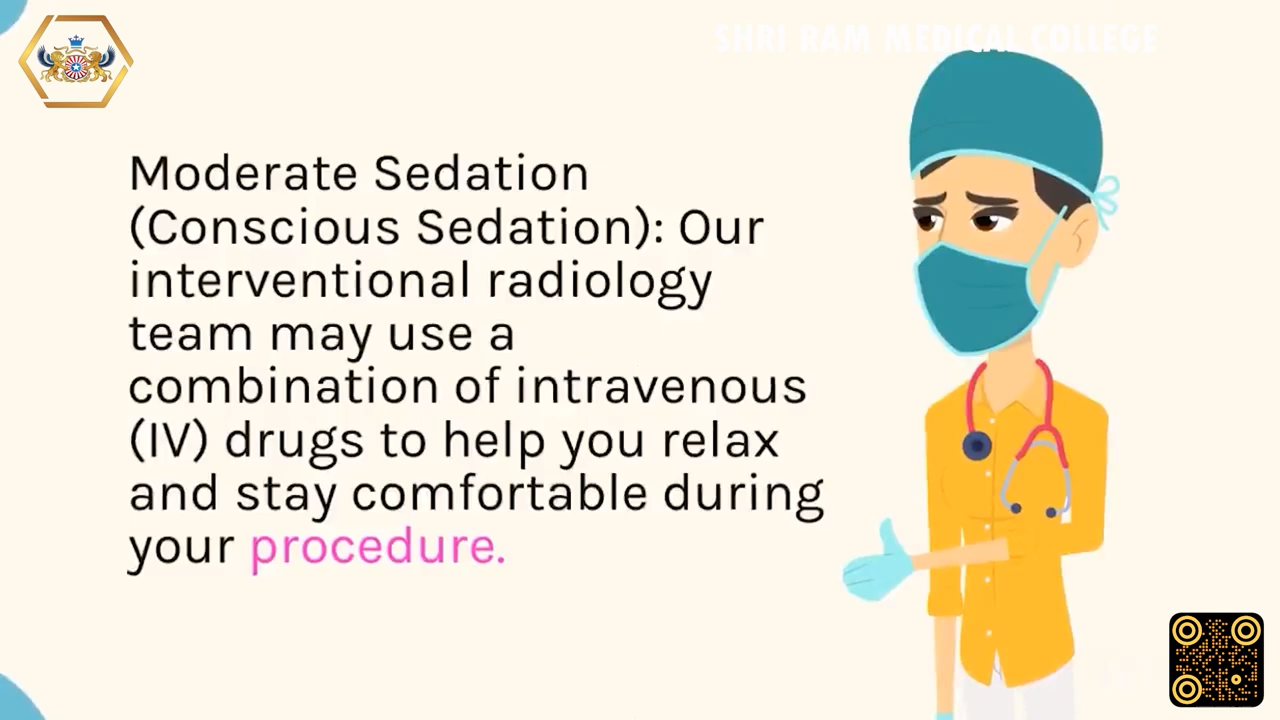 SHRI RAM MEDICAL COLLEGE
Moderate Sedation
(Conscious Sedation): Our
interventional radiology
team may use a
combination of intravenous
(IV) drugs to help you relax
and stay comfortable during
your procedure.